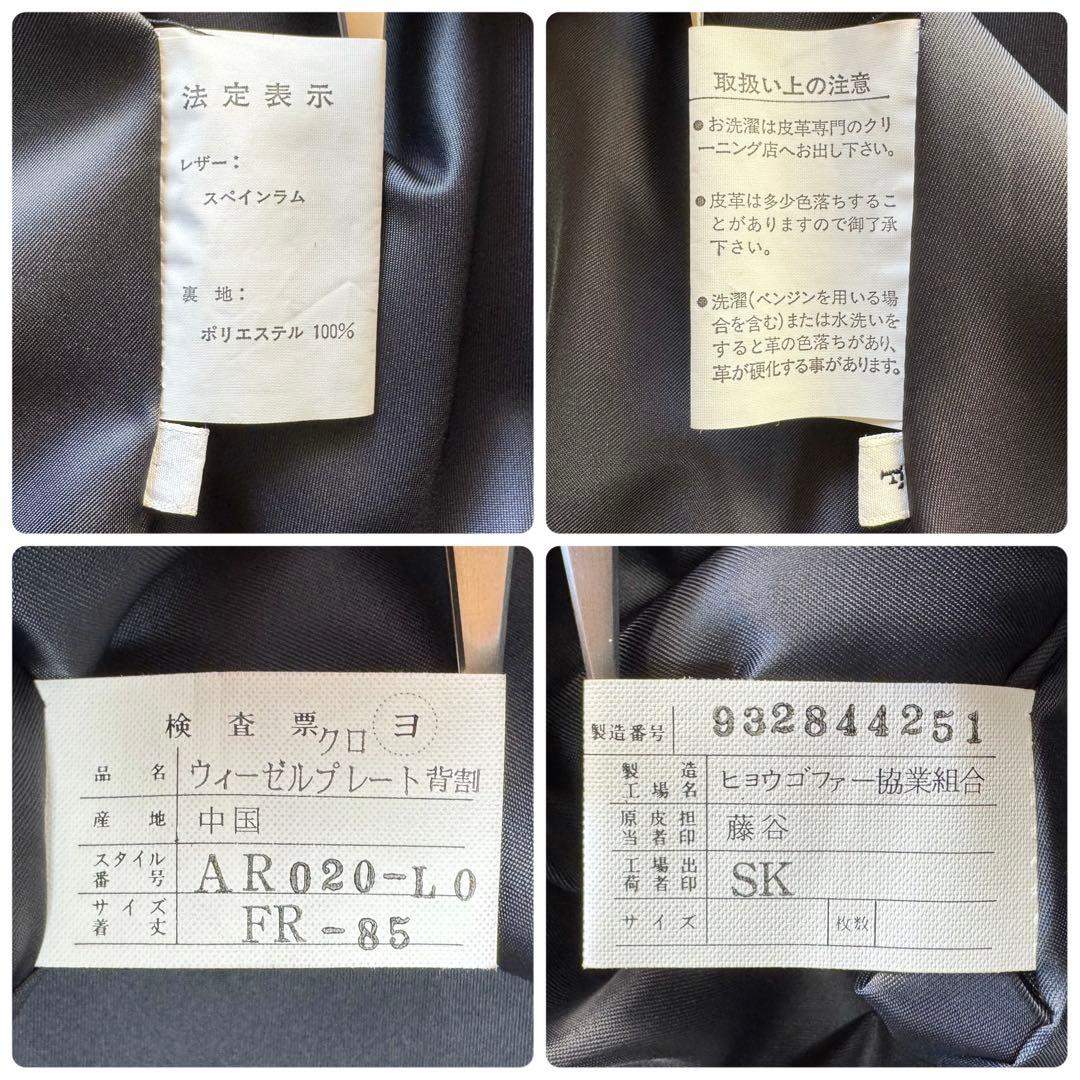 法定表示
レザー：
スペインラム
裏地：
ポリエステル 100%
取扱い上の注意
●お洗濯は皮革専門のクリ
ーニング店へお出し下さい。
●皮革は多少色落ちするこ
とがありますので御了承
下さい。
●洗濯(ベンジンを用いる場
合を含む)または水洗いを
すると革の色落ちがあり、
革が硬化する事があります。
F
検査票 ヨ
クロ
品名 ウィーゼルプレート背割
産地 中国
スタイル番号 AR020-LO
サイズ着丈 FR-85
製造番号 932844251
製造工場名 ヒョウゴファー協業組合
原皮担当者印 藤谷
工場出荷者印 SK
サイズ 枚数